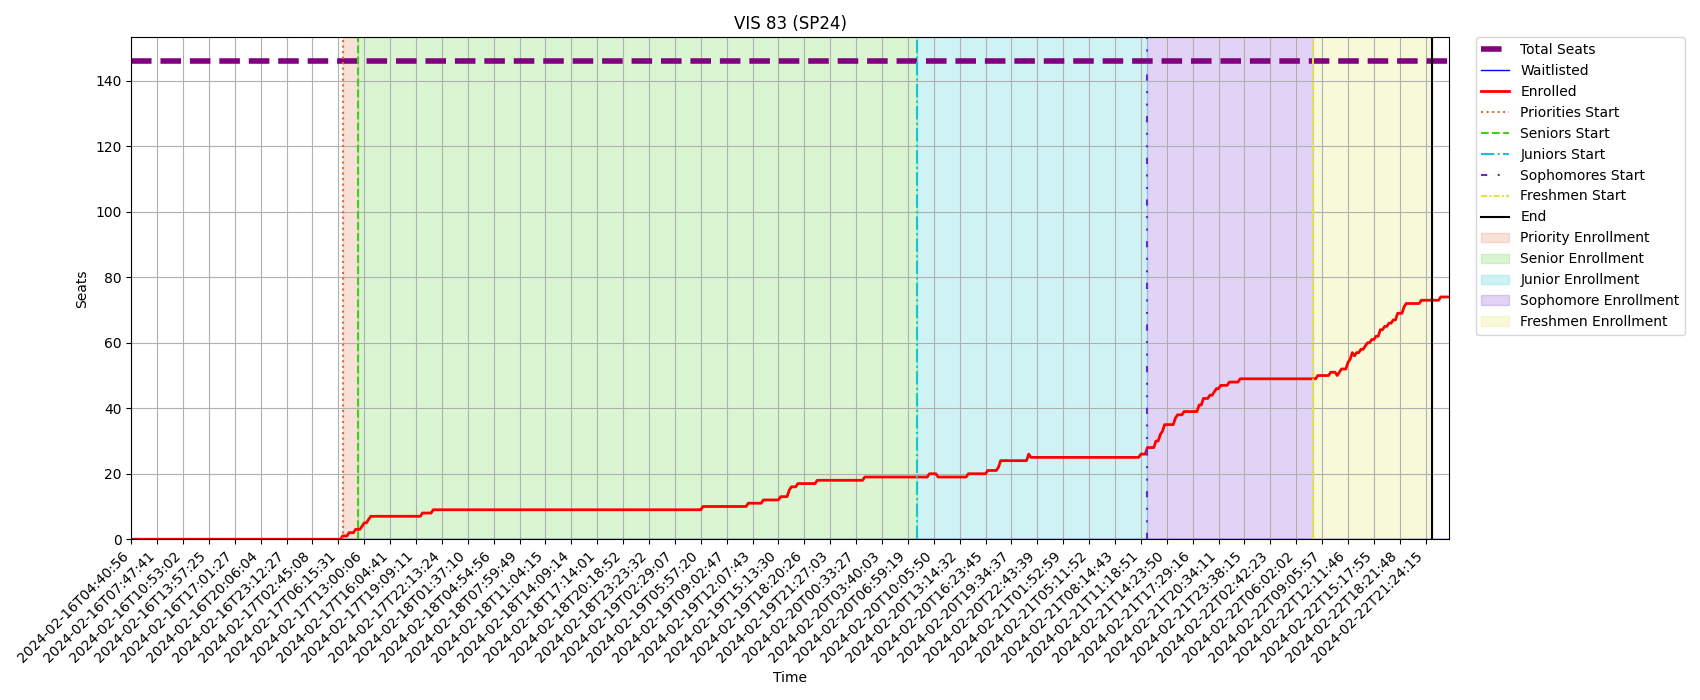 VIS 83 (SP24)
Seats
140
120
100
80
60
40
20
0
2024-02-16T04:40:56
2024-02-16T07:47:41
2024-02-16T10:53:02
2024-02-16T13:57:25
2024-02-16T17:01:27
2024-02-16T20:06:04
2024-02-16T23:12:27
2024-02-17T02:45:08
2024-02-17T06:15:31
2024-02-17T13:00:06
2024-02-17T16:04:41
2024-02-17T19:09:11
2024-02-17T22:13:24
2024-02-18T01:37:10
2024-02-18T04:54:56
2024-02-18T07:59:49
2024-02-18T11:04:15
2024-02-18T14:09:14
2024-02-18T17:14:01
2024-02-18T20:18:52
2024-02-18T23:23:32
2024-02-19T02:29:07
2024-02-19T05:57:20
2024-02-19T09:02:47
2024-02-19T12:07:43
2024-02-19T15:13:30
2024-02-19T18:20:26
2024-02-19T21:27:03
2024-02-20T00:33:27
2024-02-20T03:40:03
2024-02-20T06:59:19
2024-02-20T10:05:50
2024-02-20T13:14:32
2024-02-20T16:23:45
2024-02-20T19:34:37
2024-02-20T22:43:39
2024-02-21T01:52:59
2024-02-21T05:11:52
2024-02-21T08:14:43
2024-02-21T11:18:51
2024-02-21T14:23:50
2024-02-21T17:29:16
2024-02-21T20:34:11
2024-02-21T23:38:15
2024-02-22T02:42:23
2024-02-22T06:02:02
2024-02-22T09:05:57
2024-02-22T12:11:46
2024-02-22T15:17:55
2024-02-22T18:21:48
2024-02-22T21:24:15
Time
Total Seats
Waitlisted
Enrolled
Priorities Start
Seniors Start
Juniors Start
Sophomores Start
Freshmen Start
End
Priority Enrollment
Senior Enrollment
Junior Enrollment
Sophomore Enrollment
Freshmen Enrollment